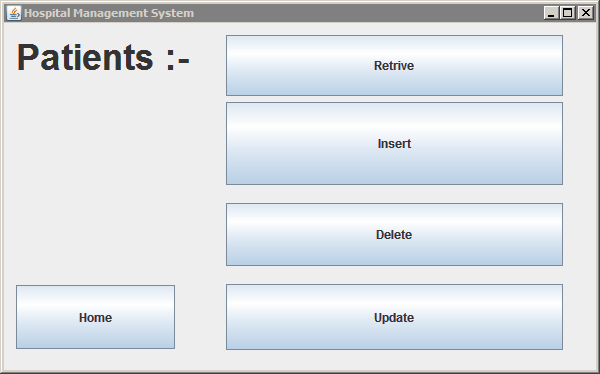 Hospital Management System
Patients :-
Retrive
Insert
Delete
Home
Update